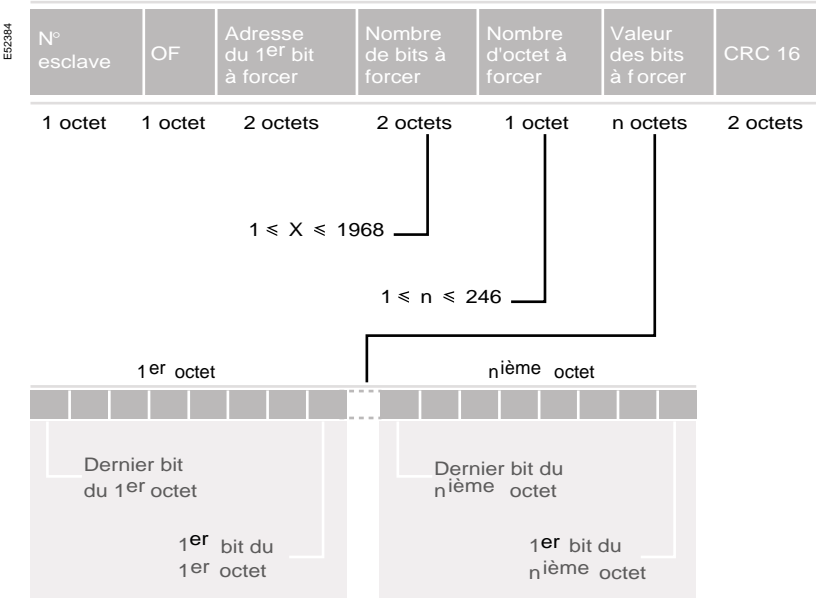 E52384
N° esclave
OF
Adresse du 1er bit à forcer
Nombre de bits à forcer
Nombre d'octet à forcer
Valeur des bits à forcer
CRC 16
1 octet 1 octet 2 octets 2 octets 1 octet n octets 2 octets
1 ⩽ X ⩽ 1968
1 ⩽ n ⩽ 246
1er octet nième octet
Dernier bit
du 1er octet
Dernier bit du
nième octet
1er bit du
1er octet
1er bit du
nième octet